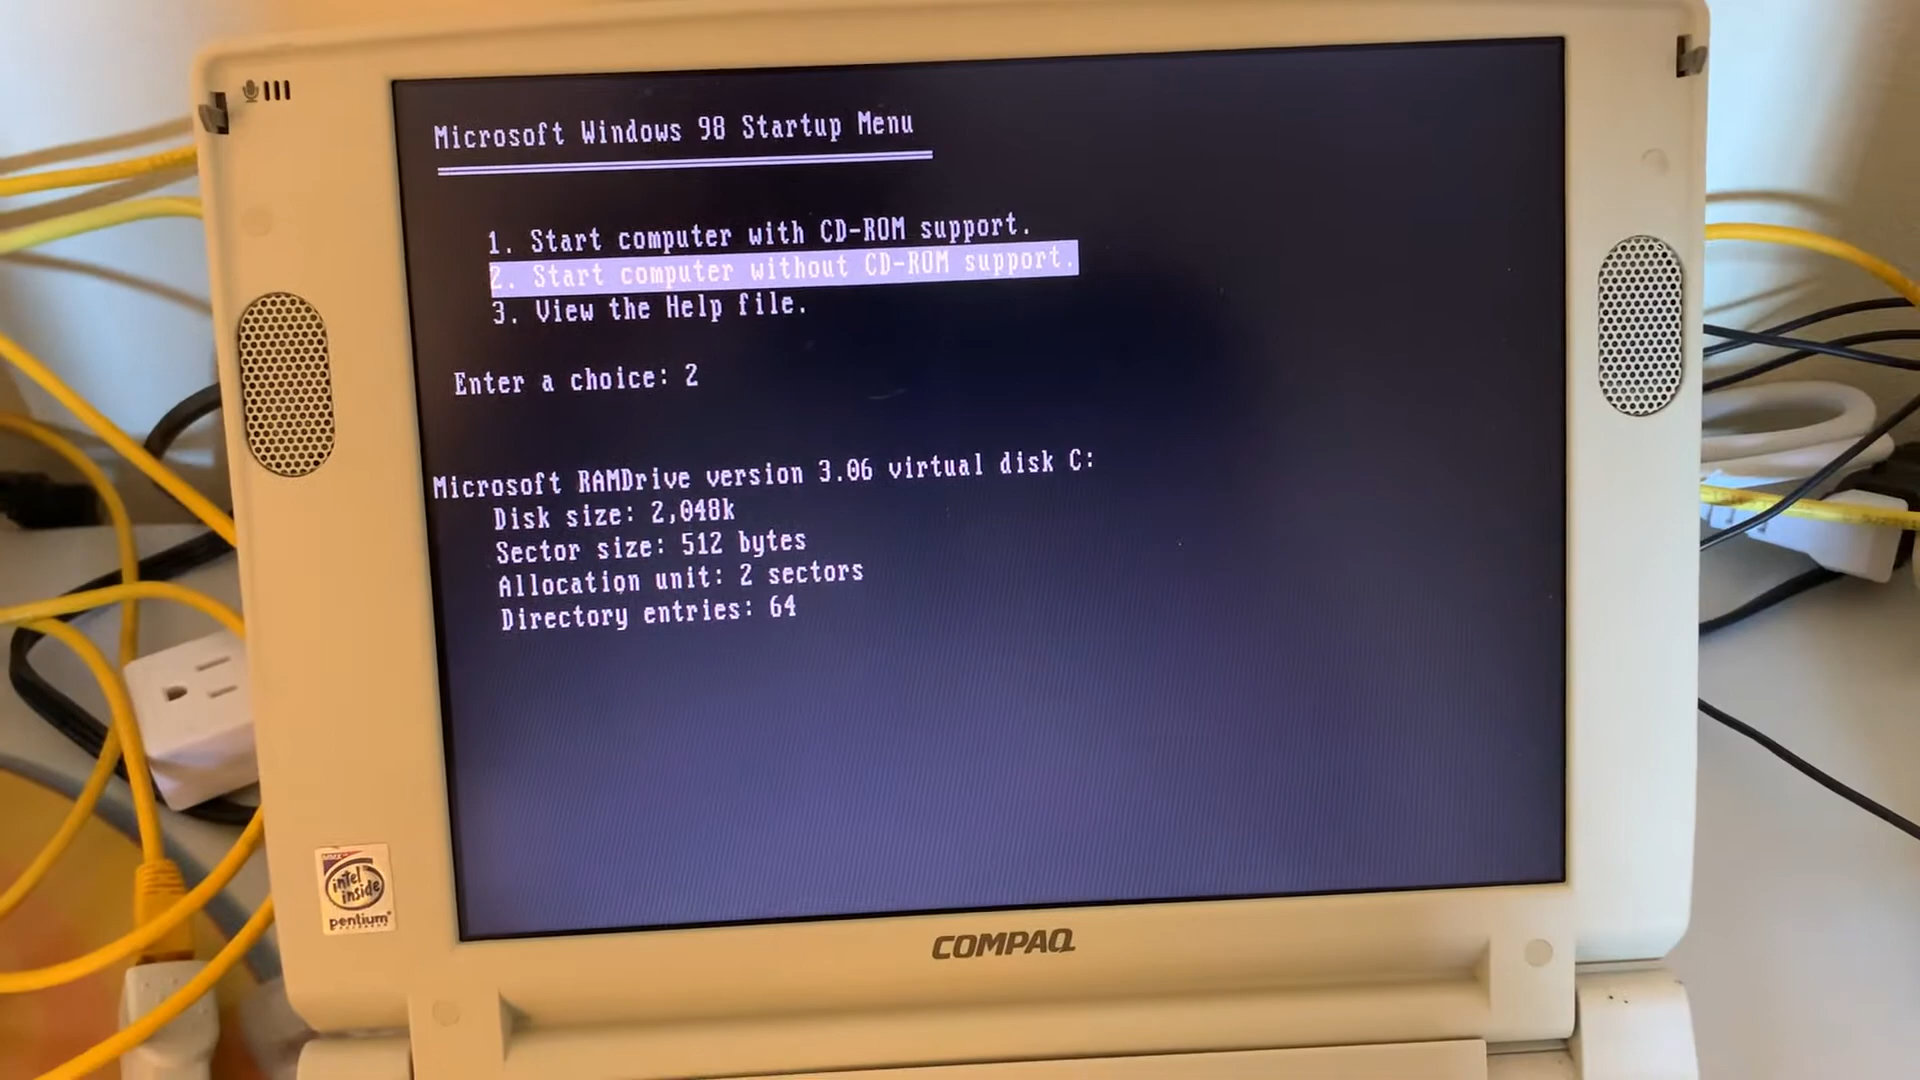 Microsoft Windows 98 Startup Menu
1. Start computer with CD-ROM support.
2. Start computer without CD-ROM support.
3. View the Help file.
Enter a choice: 2
Microsoft RAMDrive version 3.06 virtual disk C:
Disk size: 2,048k
Sector size: 512 bytes
Allocation unit: 2 sectors
Directory entries: 64
MMX
intel
inside
pentium
COMPAQ